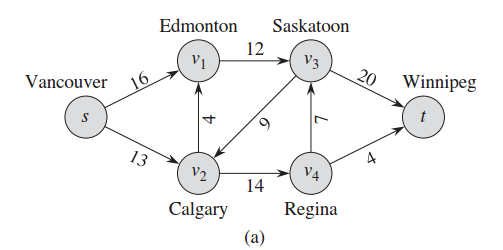 Edmonton Saskatoon
12
v1 v3
Vancouver 16 20 Winnipeg
s 4 9 7 t
13 4
v2 14 v4
Calgary Regina
(a)